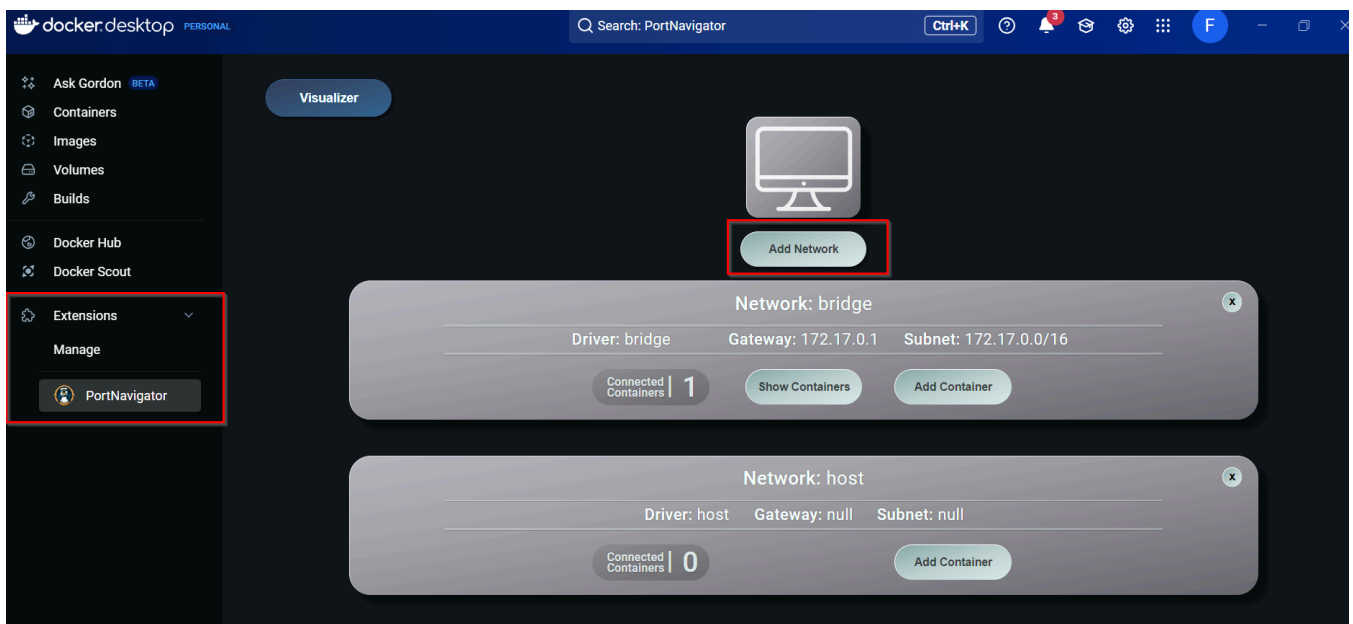 docker.desktop PERSONAL
Search: PortNavigator
Ctrl+K
3
F
Ask Gordon BETA
Containers
Images
Volumes
Builds
Docker Hub
Docker Scout
Extensions
Manage
PortNavigator
Visualizer
Add Network
Network: bridge
x
Driver: bridge Gateway: 172.17.0.1 Subnet: 172.17.0.0/16
Connected
Containers
1
Show Containers
Add Container
Network: host
x
Driver: host Gateway: null Subnet: null
Connected
Containers
0
Add Container